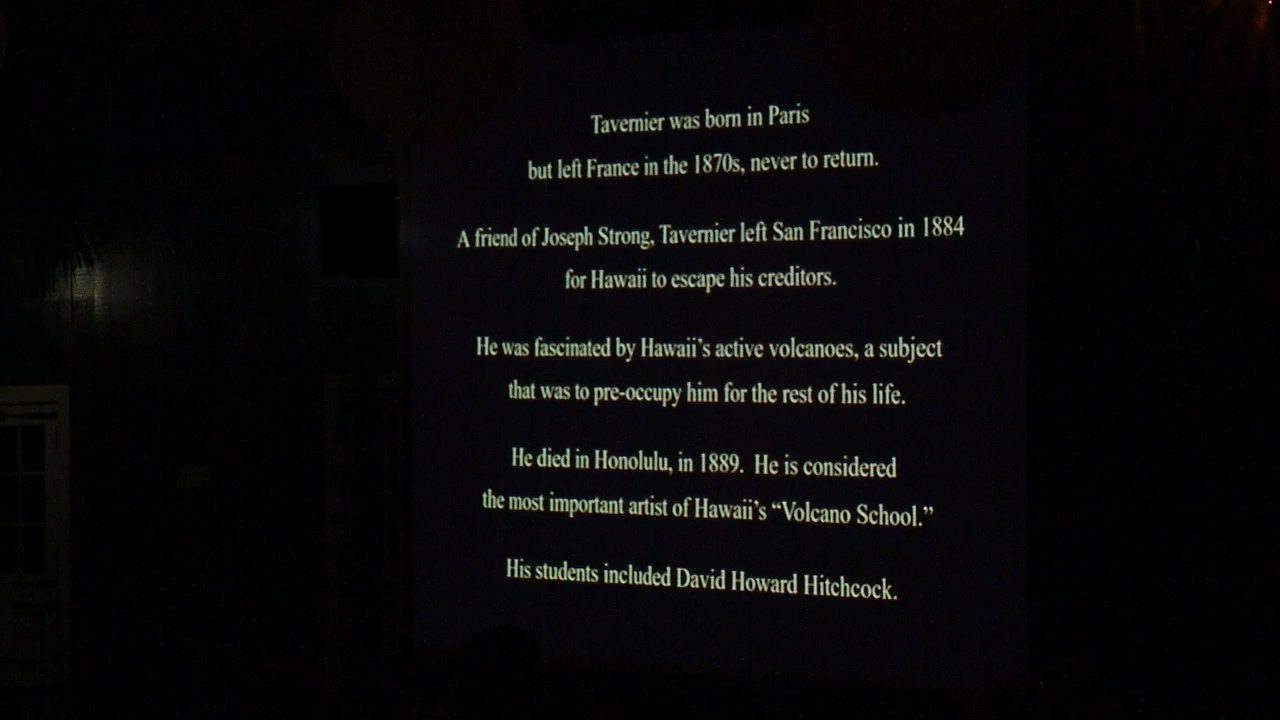 Tavernier was born in Paris
but left France in the 1870s, never to return.
A friend of Joseph Strong, Tavernier left San Francisco in 1884
for Hawaii to escape his creditors.
He was fascinated by Hawaii’s active volcanoes, a subject
that was to pre-occupy him for the rest of his life.
He died in Honolulu, in 1889.  He is considered
the most important artist of Hawaii’s “Volcano School.”
His students included David Howard Hitchcock.